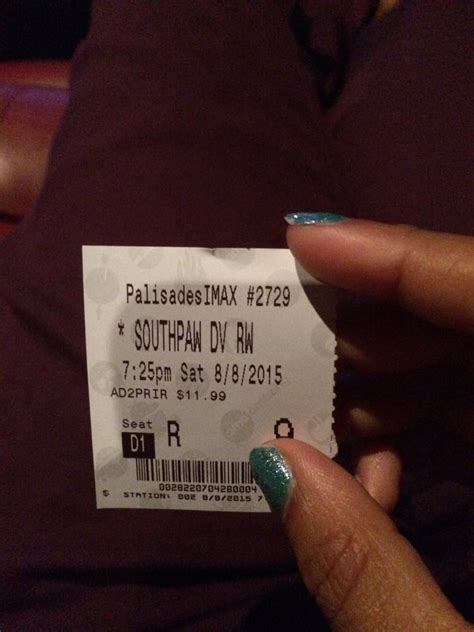 PalisadesIMAX #2729
* SOUTHPAW DV RW
7:25pm Sat 8/8/2015
AD2PRIR $11.99
Seat
D1 R
0028220704280004
STATION: 002 8/8/2015 7